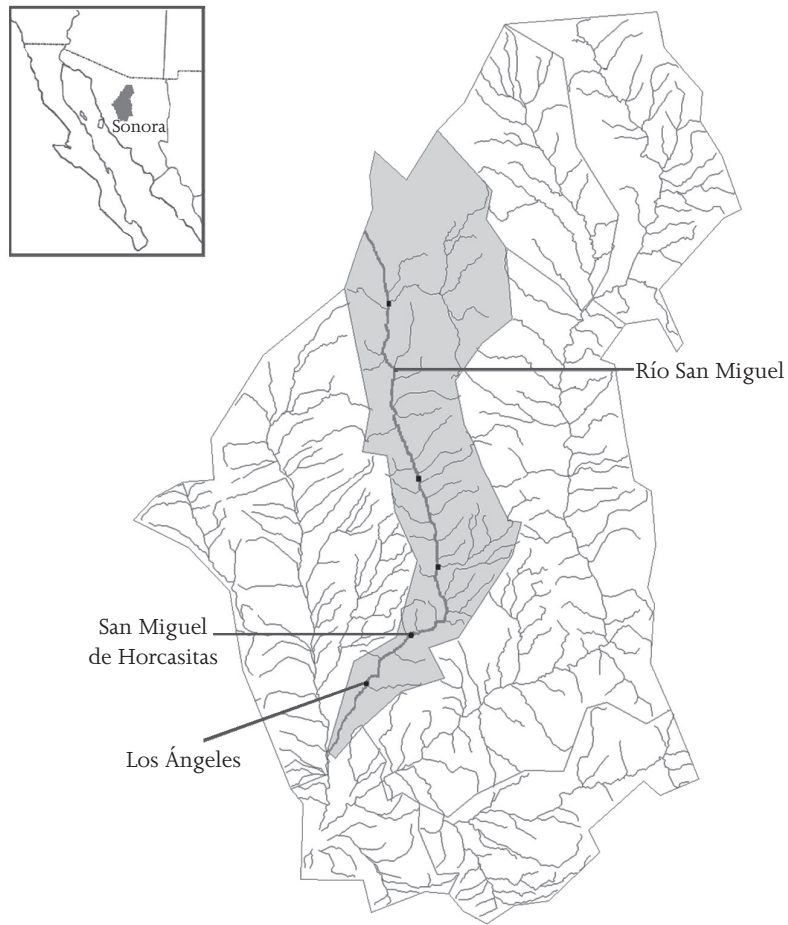 Sonora
Río San Miguel
San Miguel
de Horcasitas
Los Ángeles